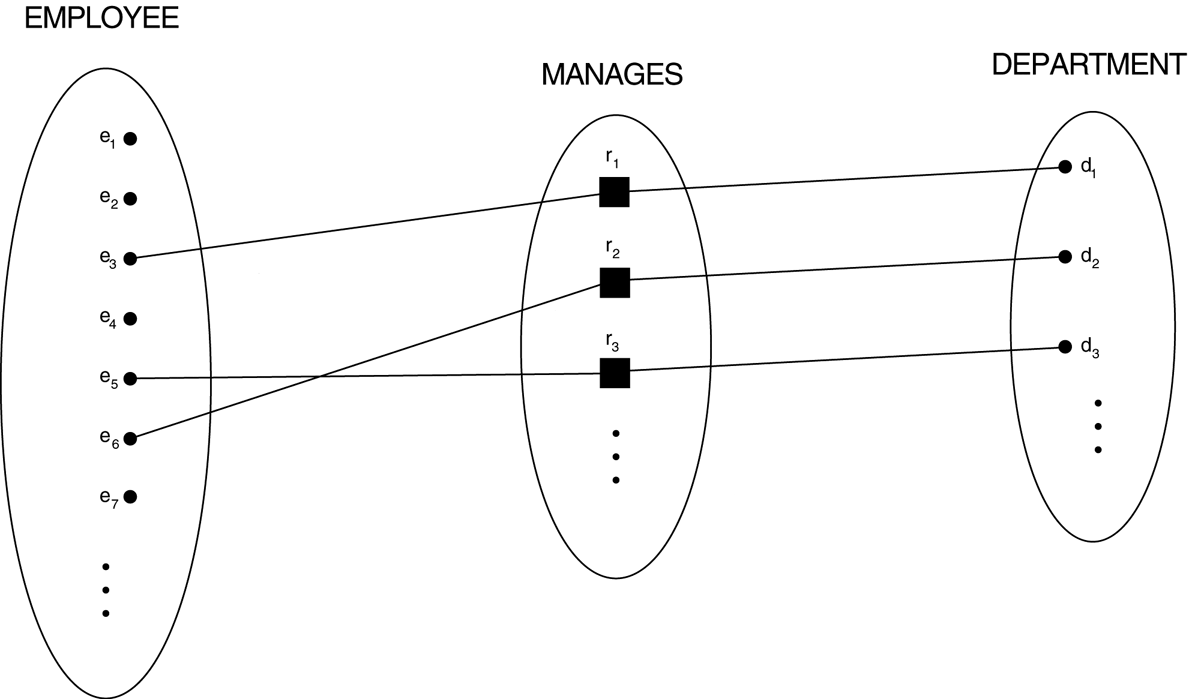 EMPLOYEE
MANAGES
DEPARTMENT
e1
e2
e3
e4
e5
e6
e7
r1
r2
r3
d1
d2
d3